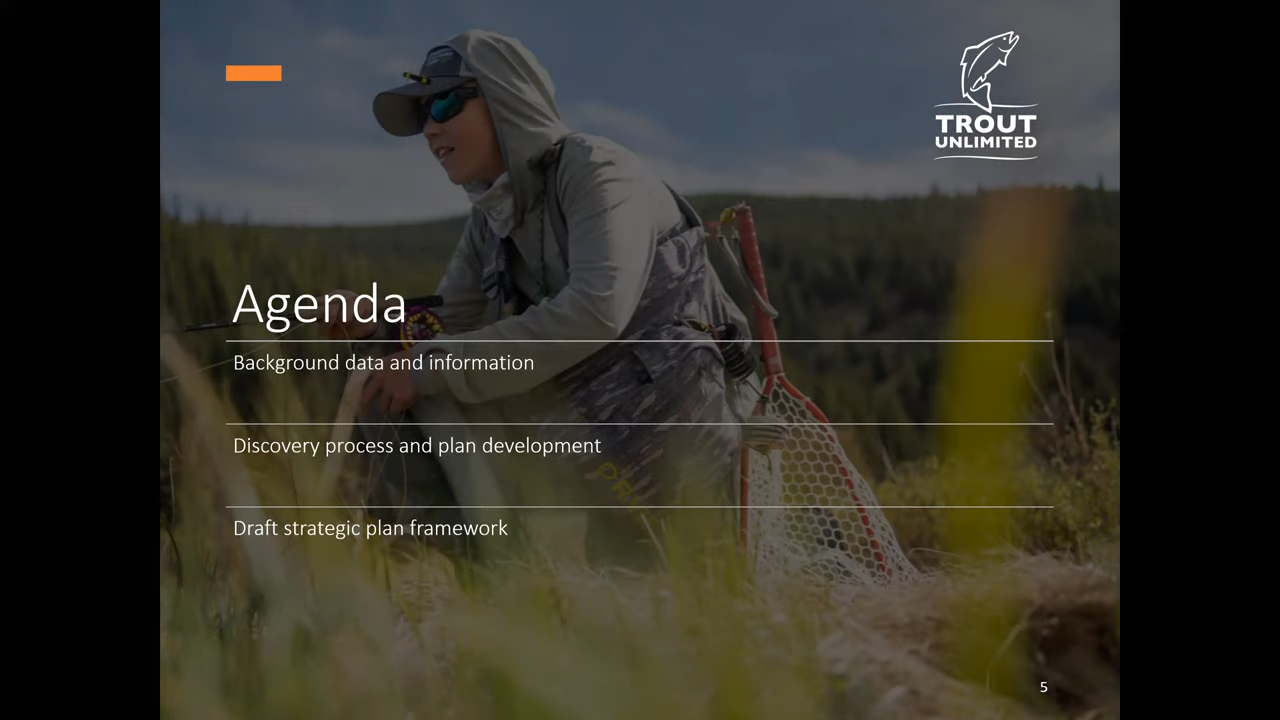 TROUT
UNLIMITED
Agenda
Background data and information
Discovery process and plan development
Draft strategic plan framework
5